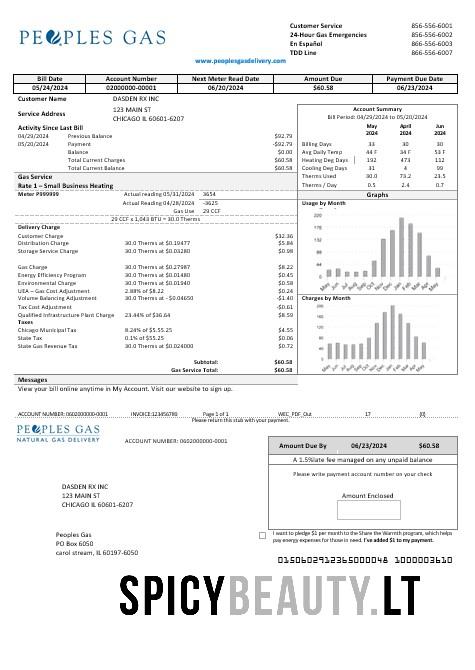 PEOPLES GAS
Customer Service 856-556-6001
24-Hour Gas Emergencies 866-556-6002
En Español 866-556-6003
TDD Line 866-556-6007
www.peoplesgasdelivery.com
Bill Date Account Number Next Meter Read Date Amount Due Payment Due Date
05/24/2024 02000000-00001 06/20/2024 $60.58 06/23/2024
Customer Name DASDEN RX INC
Service Address 123 MAIN ST
CHICAGO IL 60601-6207
Activity Since Last Bill
04/29/2024 Previous Balance $92.79
05/20/2024 Payment -$92.79
Balance $0.00
Total Current Charges $60.58
Total Current Balance $60.58
Gas Service
Rate 1 – Small Business Heating
Meter P999999 Actual reading 05/31/2024 3654
Actual Reading 04/28/2024 -3625
Gas Use 29 CCF
29 CCF x 1,043 BTU = 30.0 Therms
Delivery Charge
Customer Charge $32.36
Distribution Charge 30.0 Therms at $0.19477 $5.84
Storage Service Charge 30.0 Therms at $0.03280 $0.98
Gas Charge 30.0 Therms at $0.27987 $8.22
Energy Efficiency Program 30.0 Therms at $0.01480 $0.45
Environmental Charge 30.0 Therms at $0.01940 $0.58
UEA – Gas Cost Adjustment 2.88% of $8.22 $0.24
Volume Balancing Adjustment 30.0 Therms at - $0.04650 -$1.40
Tax Cost Adjustment -$0.61
Qualified Infrastructure Plant Charge 23.44% of $36.64 $8.59
Taxes
Chicago Municipal Tax 8.24% of $5.55.25 $4.55
State Tax 0.1% of $55.25 $0.06
State Gas Revenue Tax 30.0 Therms at $0.024000 $0.72
Subtotal: $60.58
Gas Service Total: $60.58
Account Summary
Bill Period: 04/29/2024 to 05/20/2024
May April Jun
2024 2024 2024
Billing Days 33 30 30
Avg Daily Temp 44 F 34 F 53 F
Heating Deg Days 192 473 112
Cooling Deg Days 31 4 99
Therms Used 30.0 73.2 23.5
Therms / Day 0.5 2.4 0.7
Graphs
Usage by Month
220
200
150
100
50
0
May Jun Jul Aug Sep Oct Nov Dec Jan Feb Mar Apr May
Charges by Month
200
150
100
50
0
May Jun Jul Aug Sep Oct Nov Dec Jan Feb Mar Apr May
Messages
View your bill online anytime in My Account. Visit our website to sign up.
ACCOUNT NUMBER: 0602000000-0001 INVOICE:123456789 Page 1 of 1 WEC_PDF_Out 17 (0)
Please return this stub with your payment.
PEOPLES GAS
NATURAL GAS DELIVERY
ACCOUNT NUMBER: 0602000000-0001
Amount Due By 06/23/2024 $60.58
A 1.5%late fee managed on any unpaid balance
Please write payment account number on your check
DASDEN RX INC
123 MAIN ST
CHICAGO IL 60601-6207
Amount Enclosed
Peoples Gas
PO Box 6050
carol stream, IL 60197-6050
I want to pledge $1 per month to the Share the Warmth program, which helps
pay energy expenses for those in need. I've added $1 to my payment.
0150602912365000048 1000003610
SPICYBEAUTY.LT